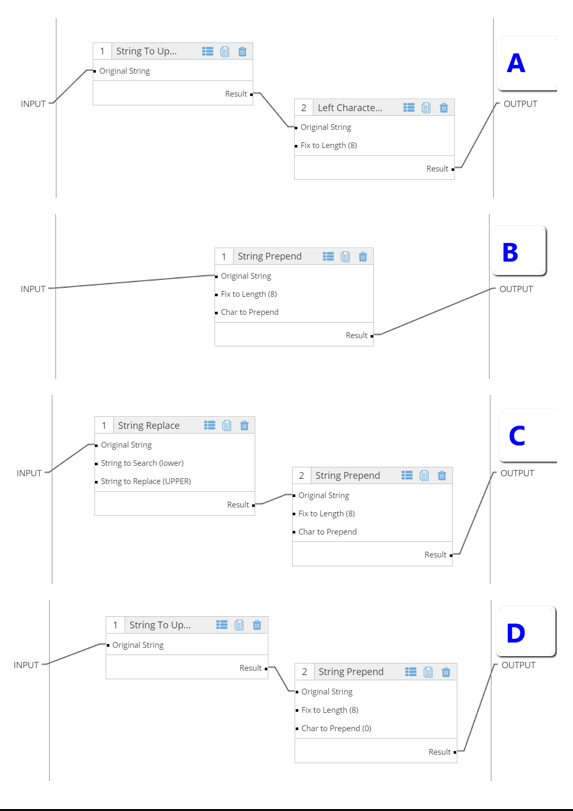 1 String To Up...
A
Original String
INPUT
OUTPUT
Result
2 Left Characte...
Original String
Fix to Length (8)
Result
B
1 String Prepend
Original String
INPUT
OUTPUT
Fix to Length (8)
Char to Prepend
Result
C
1 String Replace
Original String
String to Search (lower)
INPUT
OUTPUT
String to Replace (UPPER)
Result
2 String Prepend
Original String
Fix to Length (8)
Char to Prepend
Result
D
1 String To Up...
Original String
INPUT
OUTPUT
Result
2 String Prepend
Original String
Fix to Length (8)
Char to Prepend (0)
Result